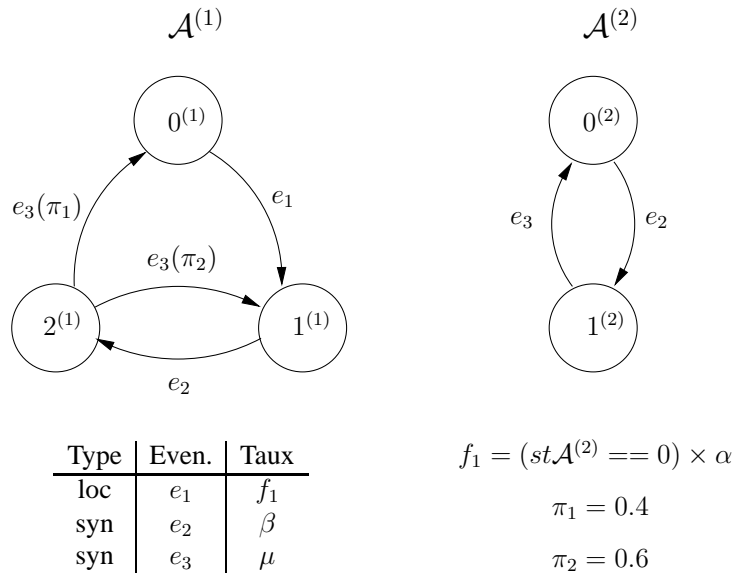 𝒜⁽¹⁾ 𝒜⁽²⁾
0⁽¹⁾ 0⁽²⁾
e₃(π₁) e₁ e₃ e₂
e₃(π₂)
2⁽¹⁾ 1⁽¹⁾ 1⁽²⁾
e₂
Type Even. Taux
loc e₁ f₁
syn e₂ β
syn e₃ μ
f₁ = (st𝒜⁽²⁾ == 0) × α
π₁ = 0.4
π₂ = 0.6